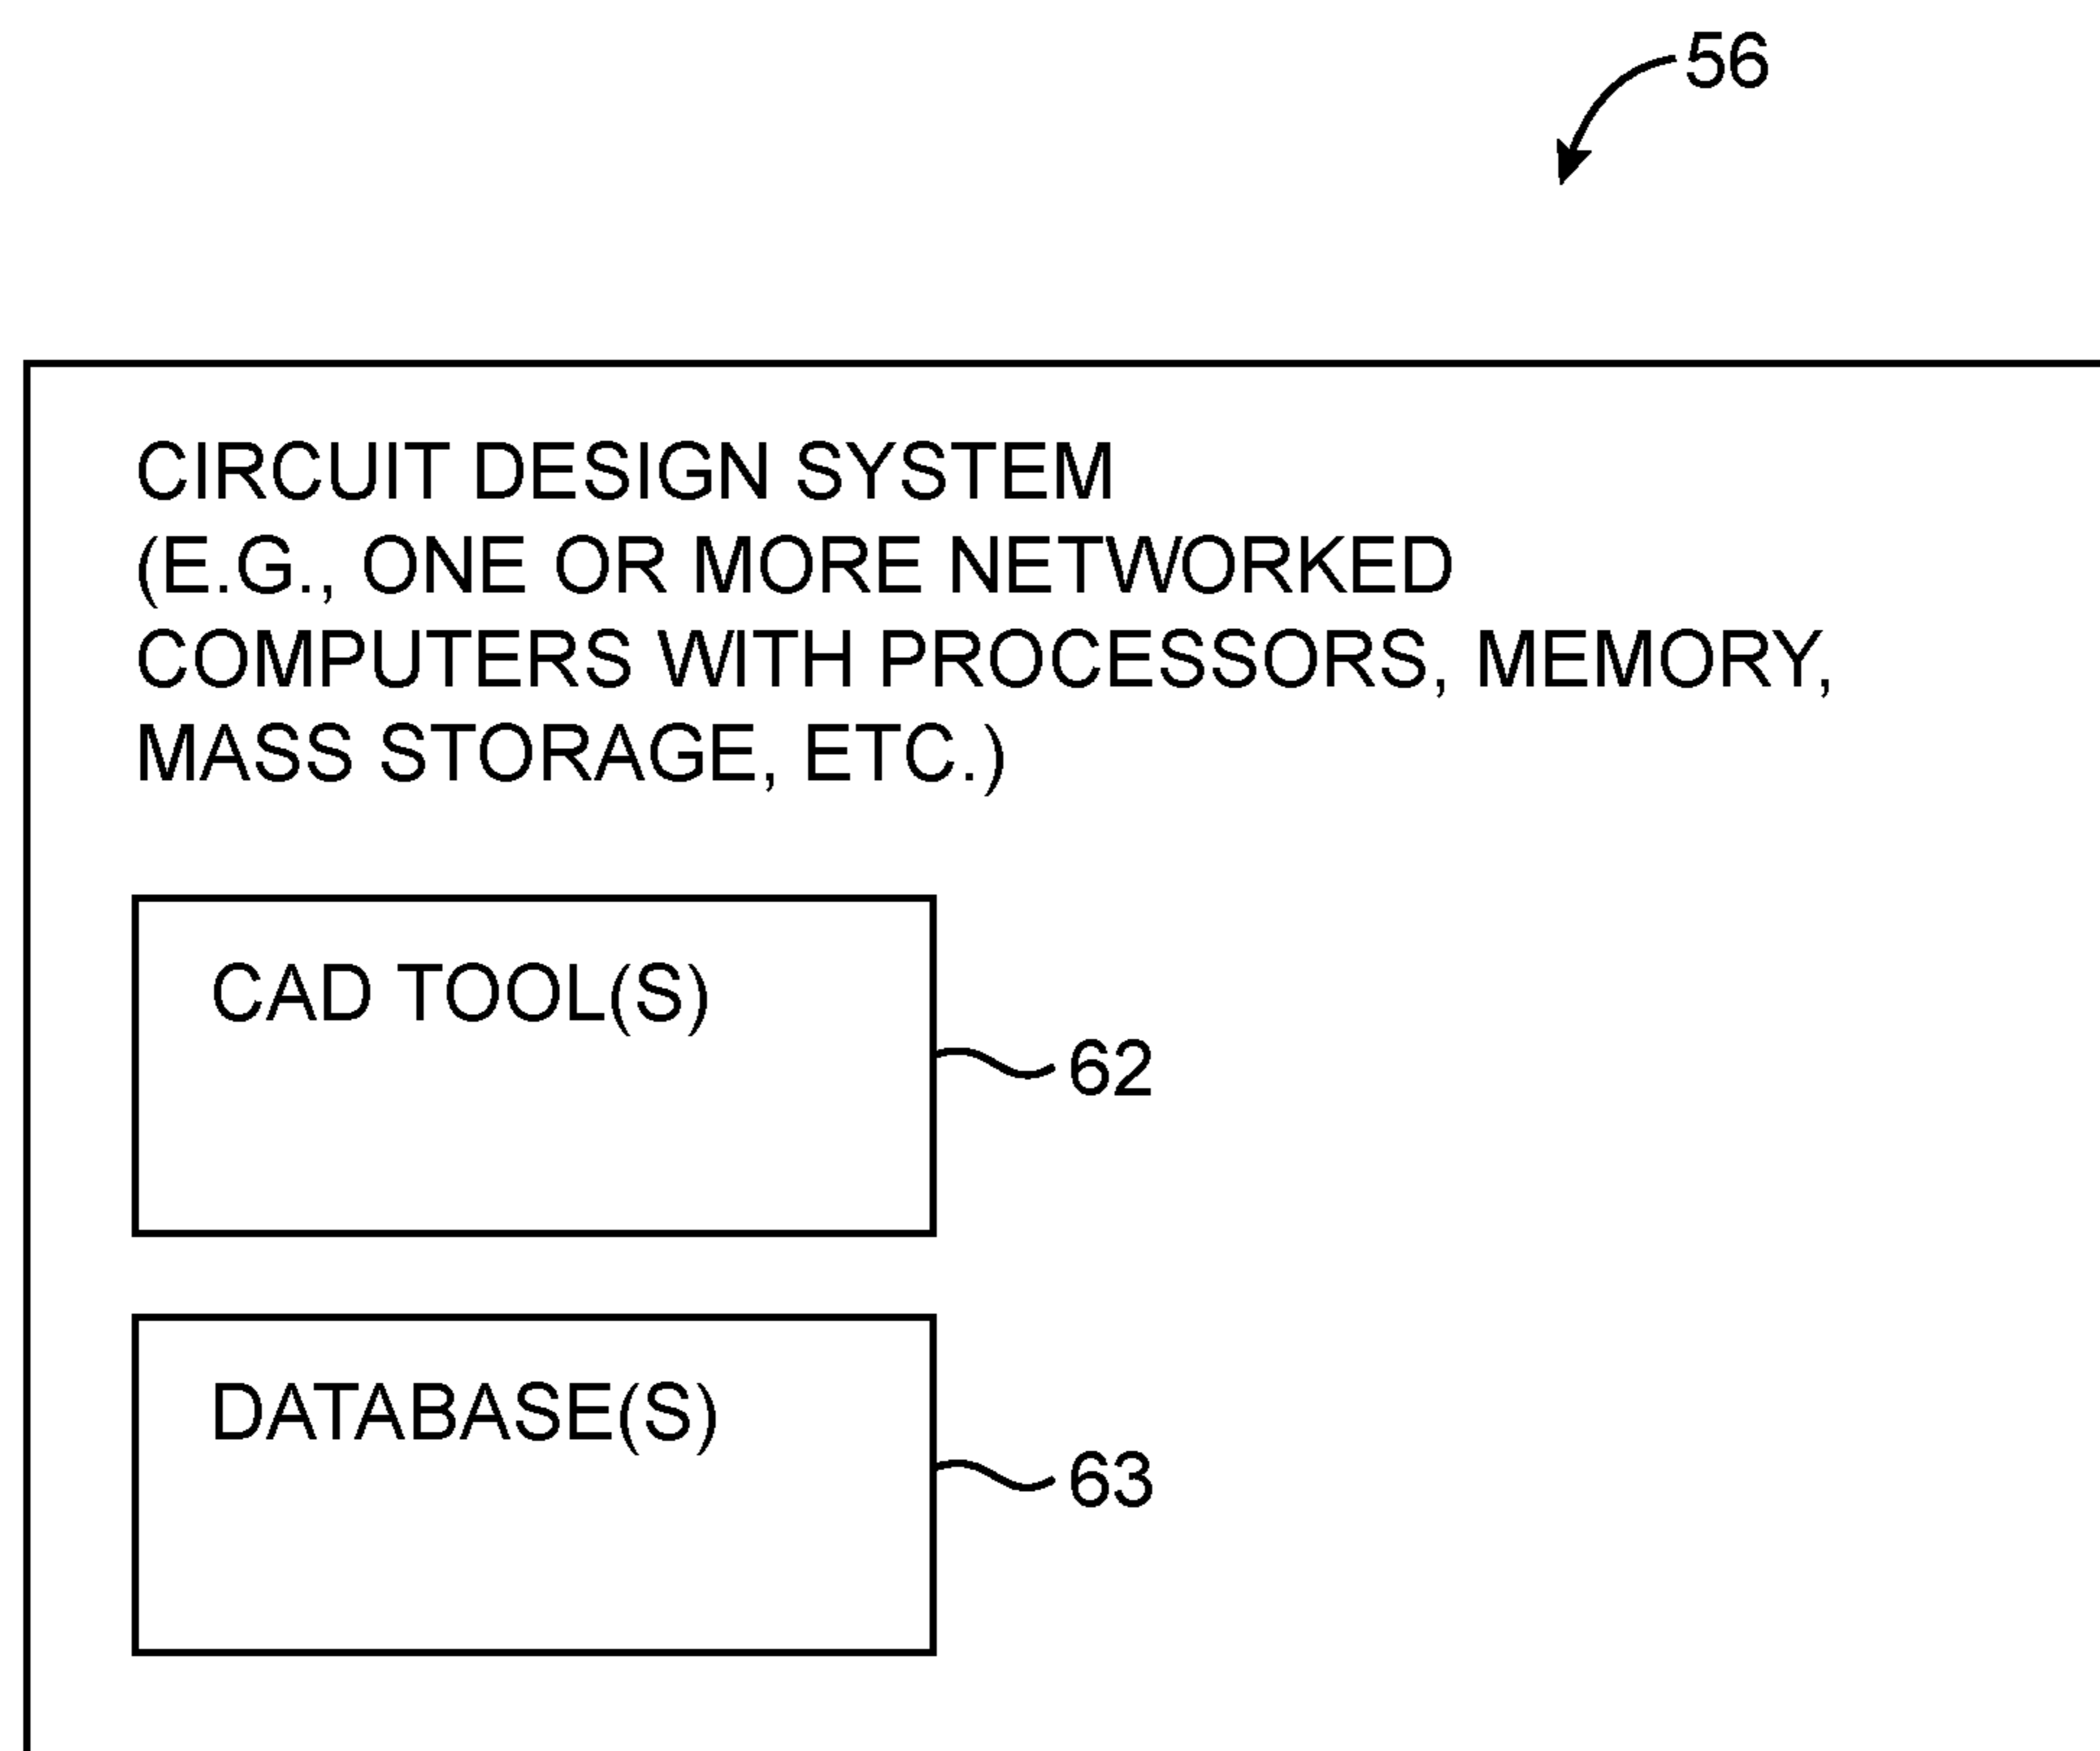 56
CIRCUIT DESIGN SYSTEM
(E.G., ONE OR MORE NETWORKED
COMPUTERS WITH PROCESSORS, MEMORY,
MASS STORAGE, ETC.)
CAD TOOL(S)
62
DATABASE(S)
63